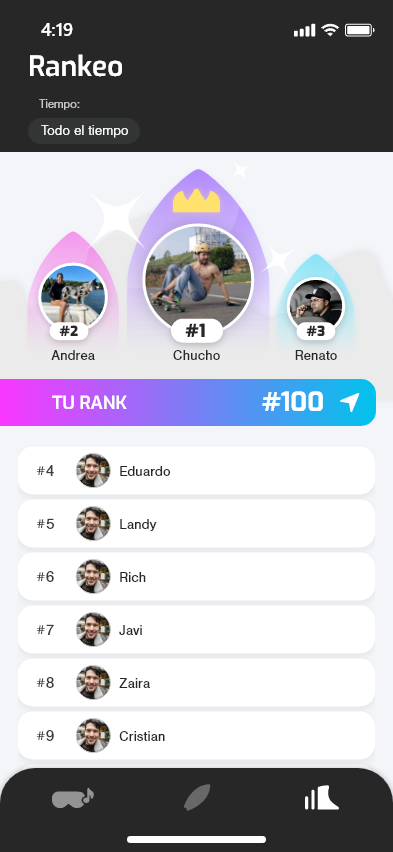 4:19
Rankeo
Tiempo:
Todo el tiempo
#2
#1
#3
Andrea
Chucho
Renato
TU RANK
#100
#4 Eduardo
#5 Landy
#6 Rich
#7 Javi
#8 Zaira
#9 Cristian